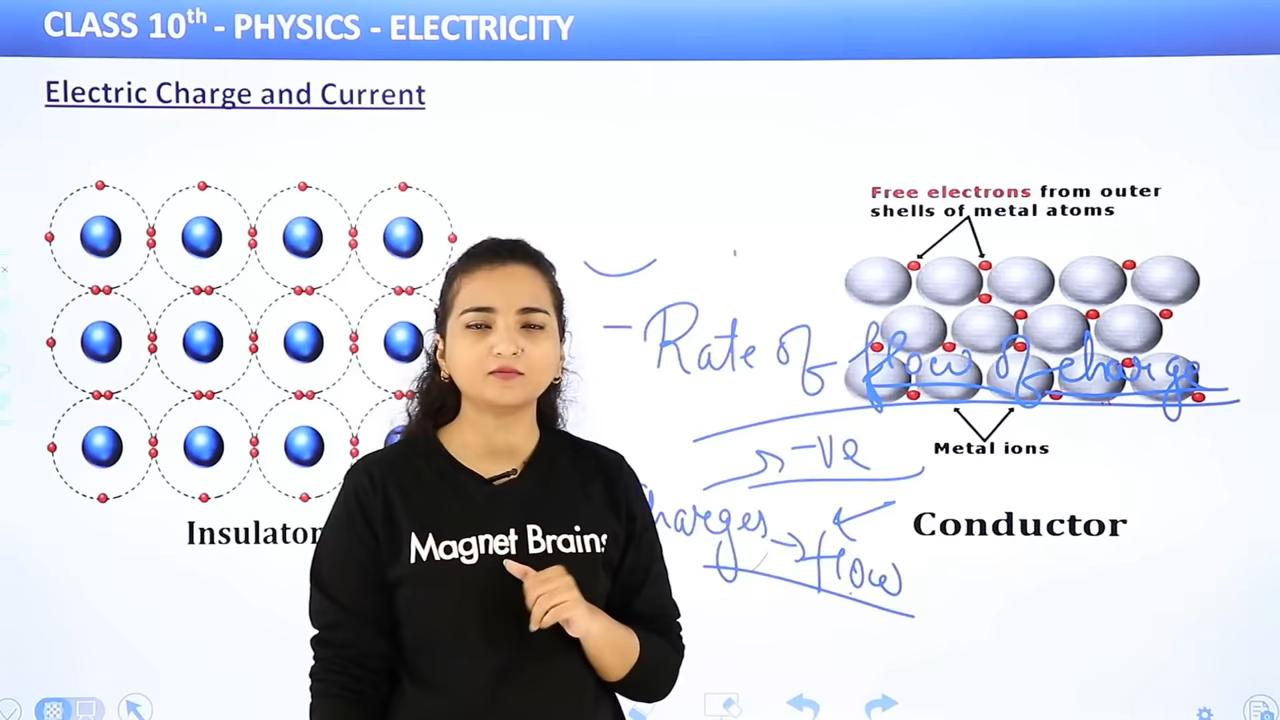 CLASS 10th - PHYSICS - ELECTRICITY
Electric Charge and Current
Free electrons from outer
shells of metal atoms
- Rate of flow of charge
Metal ions
-ve
Charges → flow
Insulator
Conductor
Magnet Brains